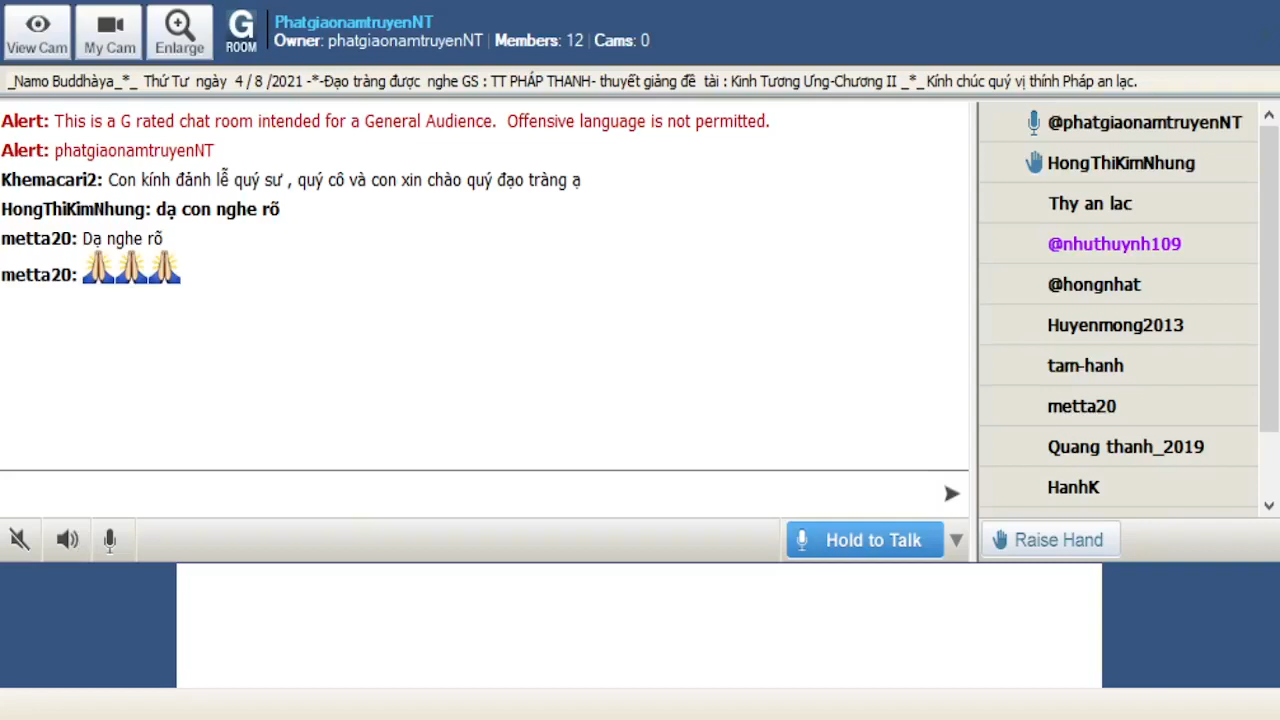 View Cam
My Cam
Enlarge
G
ROOM
PhatgiaonamtruyenNT
Owner: phatgiaonamtruyenNT | Members: 12 | Cams: 0
_Namo Buddhàya_*_ Thứ Tư ngày 4 / 8 /2021 -*-Đạo tràng được nghe GS : TT PHÁP THANH- thuyết giảng đề tài : Kinh Tương Ưng-Chương II _*_ Kính chúc quý vị thính Pháp an lạc.
Alert: This is a G rated chat room intended for a General Audience. Offensive language is not permitted.
Alert: phatgiaonamtruyenNT
Khemacari2: Con kính đảnh lễ quý sư , quý cô và con xin chào quý đạo tràng ạ
HongThiKimNhung: dạ con nghe rõ
metta20: Dạ nghe rõ
metta20:
@phatgiaonamtruyenNT
HongThiKimNhung
Thy an lac
@nhuthuynh109
@hongnhat
Huyenmong2013
tam-hanh
metta20
Quang thanh_2019
HanhK
Hold to Talk
Raise Hand